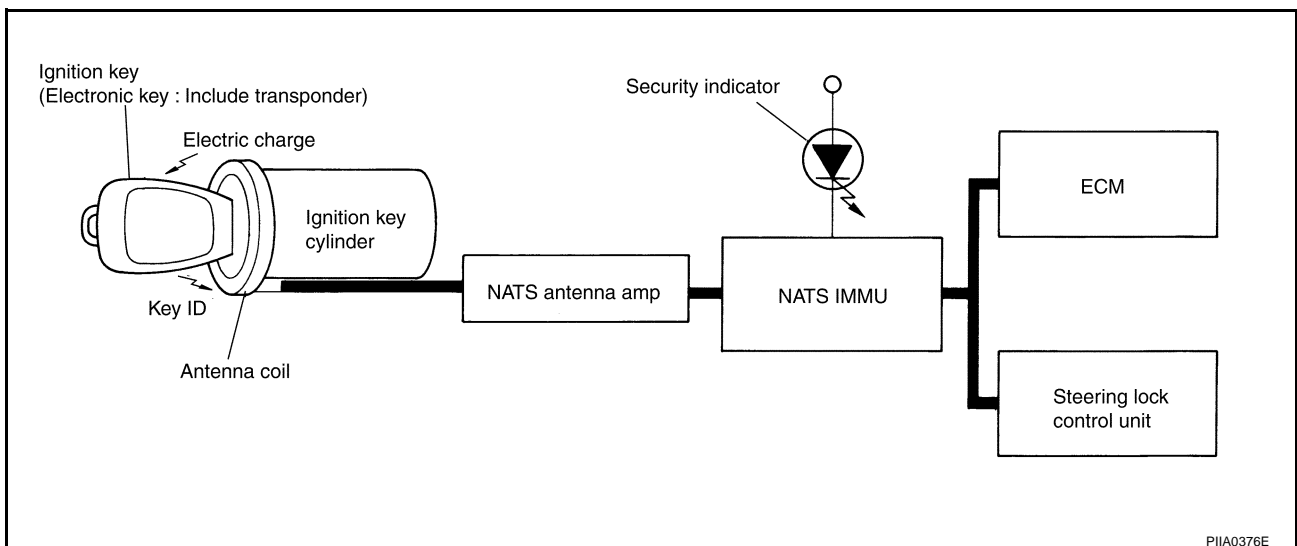 Ignition key
(Electronic key : Include transponder)
Electric charge
Ignition key
cylinder
Key ID
Antenna coil
NATS antenna amp
Security indicator
NATS IMMU
ECM
Steering lock
control unit
PIIA0376E